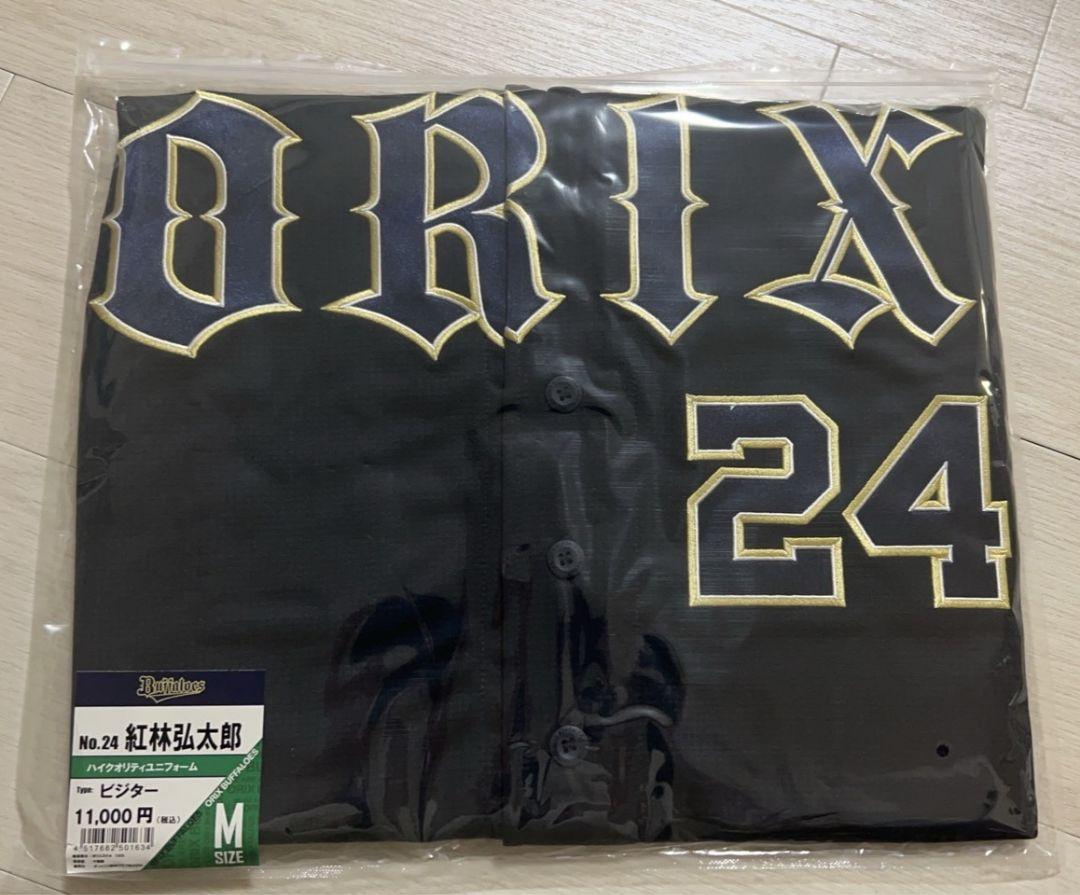 ORIX
24
Buffaloes
No.24 紅林弘太郎
ハイクオリティユニフォーム
Type: ビジター
11,000円(税込)
4517662501634
ORIX BUFFALOES
M
SIZE